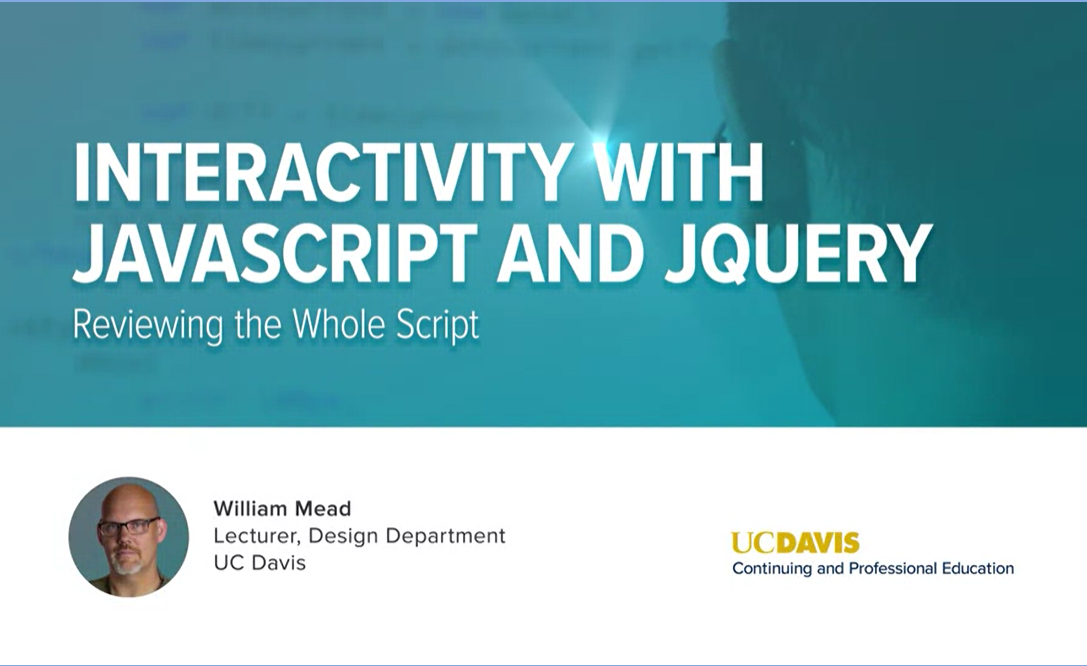 INTERACTIVITY WITH
JAVASCRIPT AND JQUERY
Reviewing the Whole Script
William Mead
Lecturer, Design Department
UC Davis
UCDAVIS
Continuing and Professional Education